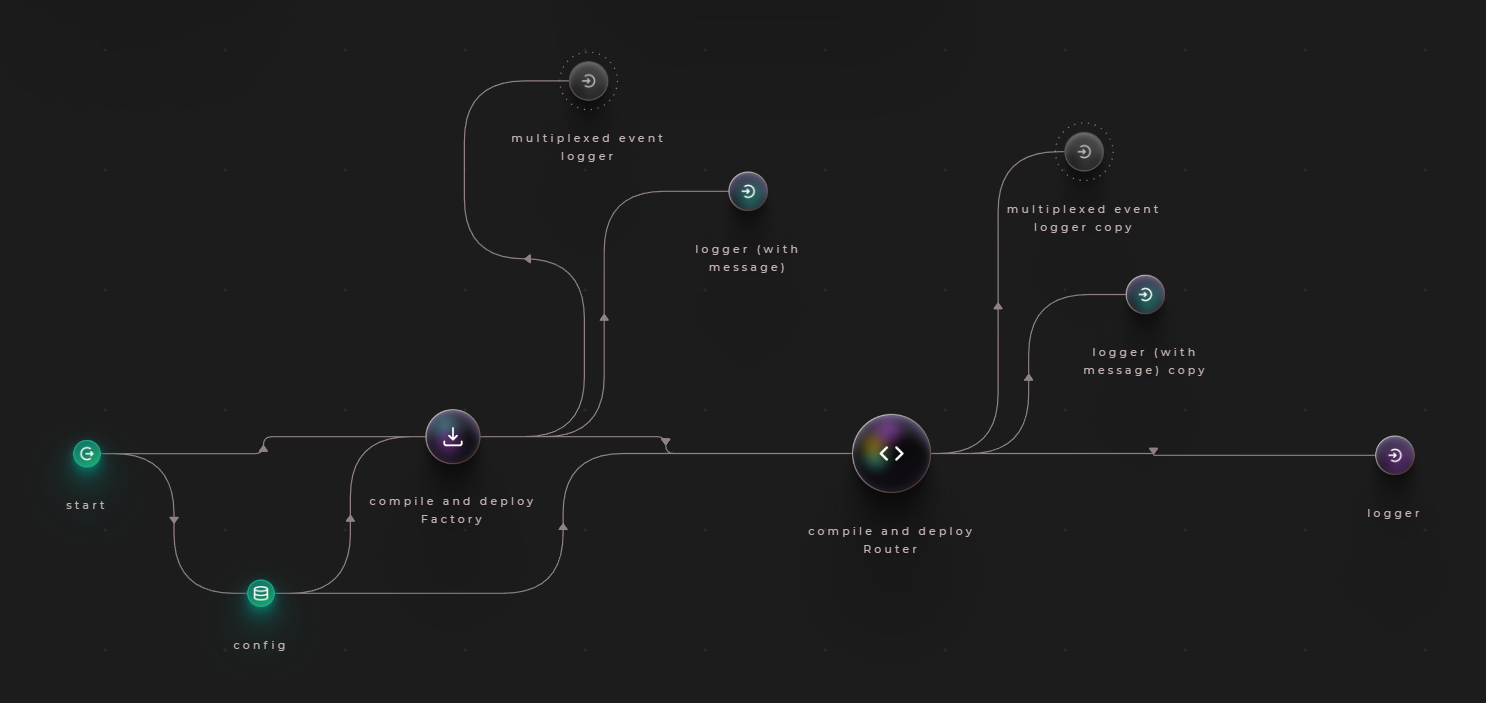 multiplexed event
logger
multiplexed event
logger copy
logger (with
message)
logger (with
message) copy
start
compile and deploy
Factory
compile and deploy
Router
logger
config